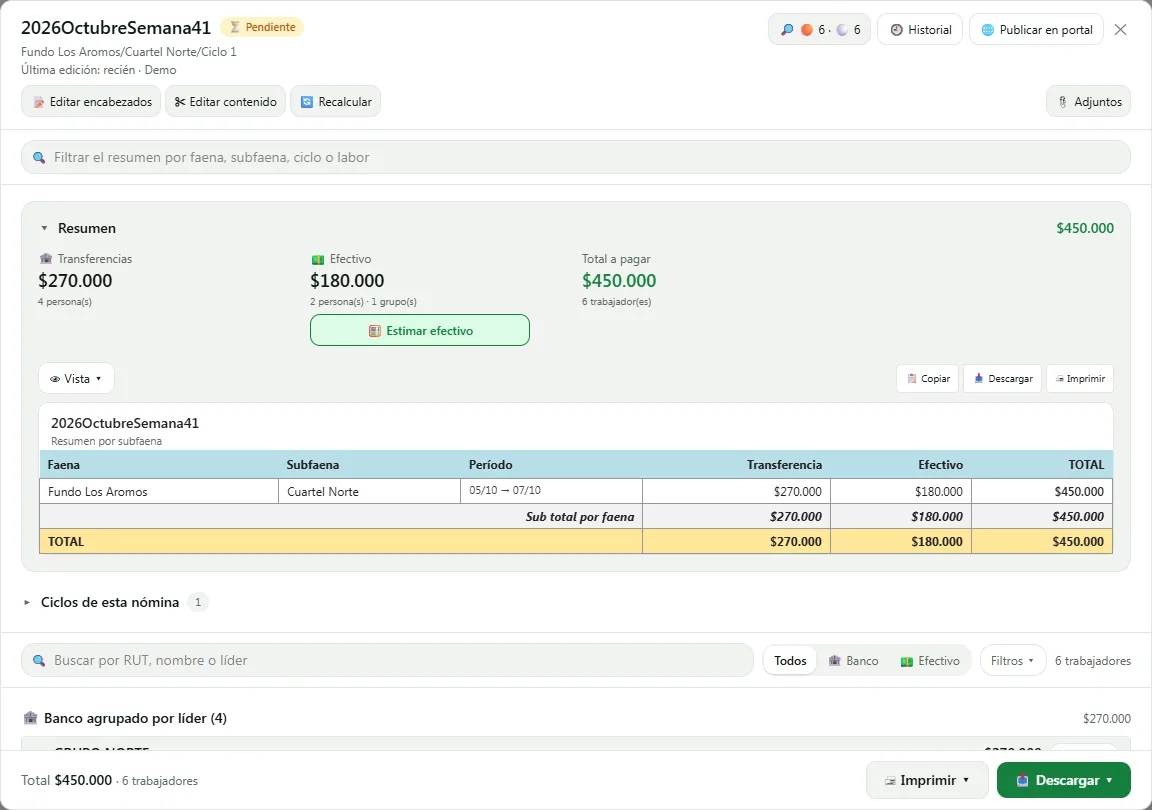 2026OctubreSemana41 Pendiente
6 · 6 Historial Publicar en portal
Fundo Los Aromos/Cuartel Norte/Ciclo 1
Última edición: recién · Demo
Editar encabezados Editar contenido Recalcular Adjuntos
Filtrar el resumen por faena, subfaena, ciclo o labor
Resumen $450.000
Transferencias Efectivo Total a pagar
$270.000 $180.000 $450.000
4 persona(s) 2 persona(s) · 1 grupo(s) 6 trabajador(es)
Estimar efectivo
Vista Copiar Descargar Imprimir
2026OctubreSemana41
Resumen por subfaena
Faena Subfaena Período Transferencia Efectivo TOTAL
Fundo Los Aromos Cuartel Norte 05/10 → 07/10 $270.000 $180.000 $450.000
Sub total por faena $270.000 $180.000 $450.000
TOTAL $270.000 $180.000 $450.000
Ciclos de esta nómina 1
Buscar por RUT, nombre o líder Todos Banco Efectivo Filtros 6 trabajadores
Banco agrupado por líder (4) $270.000
GRUPO NORTE $270.000
Total $450.000 · 6 trabajadores Imprimir Descargar